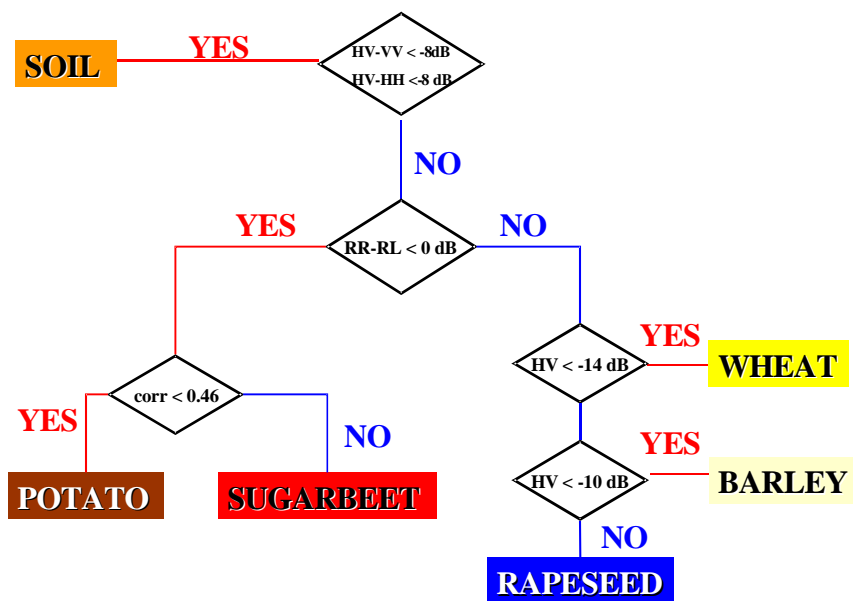 YES
SOIL
HV-VV < -8dB
HV-HH <-8 dB
NO
YES
NO
RR-RL < 0 dB
YES
HV < -14 dB
WHEAT
corr < 0.46
YES
NO
YES
HV < -10 dB
BARLEY
POTATO
SUGARBEET
NO
RAPESEED